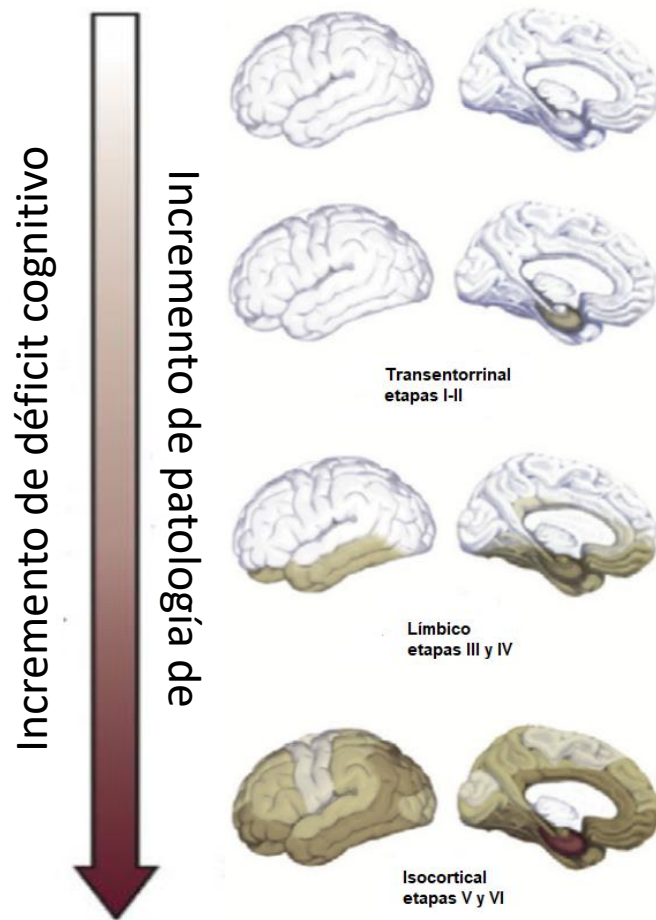 Incremento de déficit cognitivo
Incremento de patología de
Transentorrinal
etapas I-II
Límbico
etapas III y IV
Isocortical
etapas V y VI